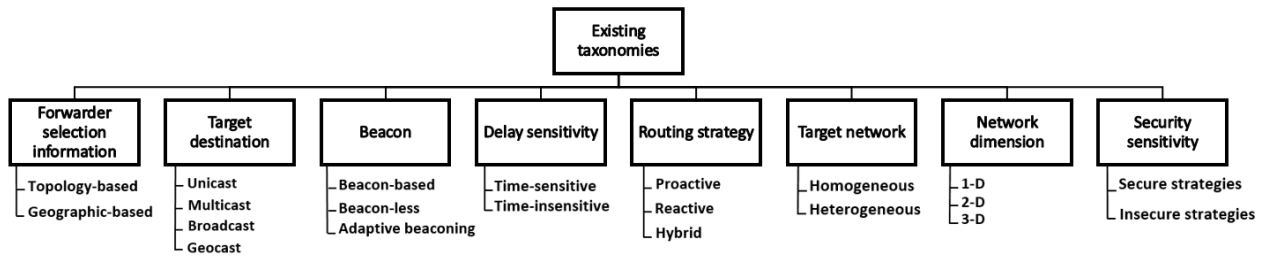 Existing
taxonomies
Forwarder
selection
information
Topology-based
Geographic-based
Target
destination
Unicast
Multicast
Broadcast
Geocast
Beacon
Beacon-based
Beacon-less
Adaptive beaconing
Delay sensitivity
Time-sensitive
Time-insensitive
Routing strategy
Proactive
Reactive
Hybrid
Target network
Homogeneous
Heterogeneous
Network
dimension
1-D
2-D
3-D
Security
sensitivity
Secure strategies
Insecure strategies